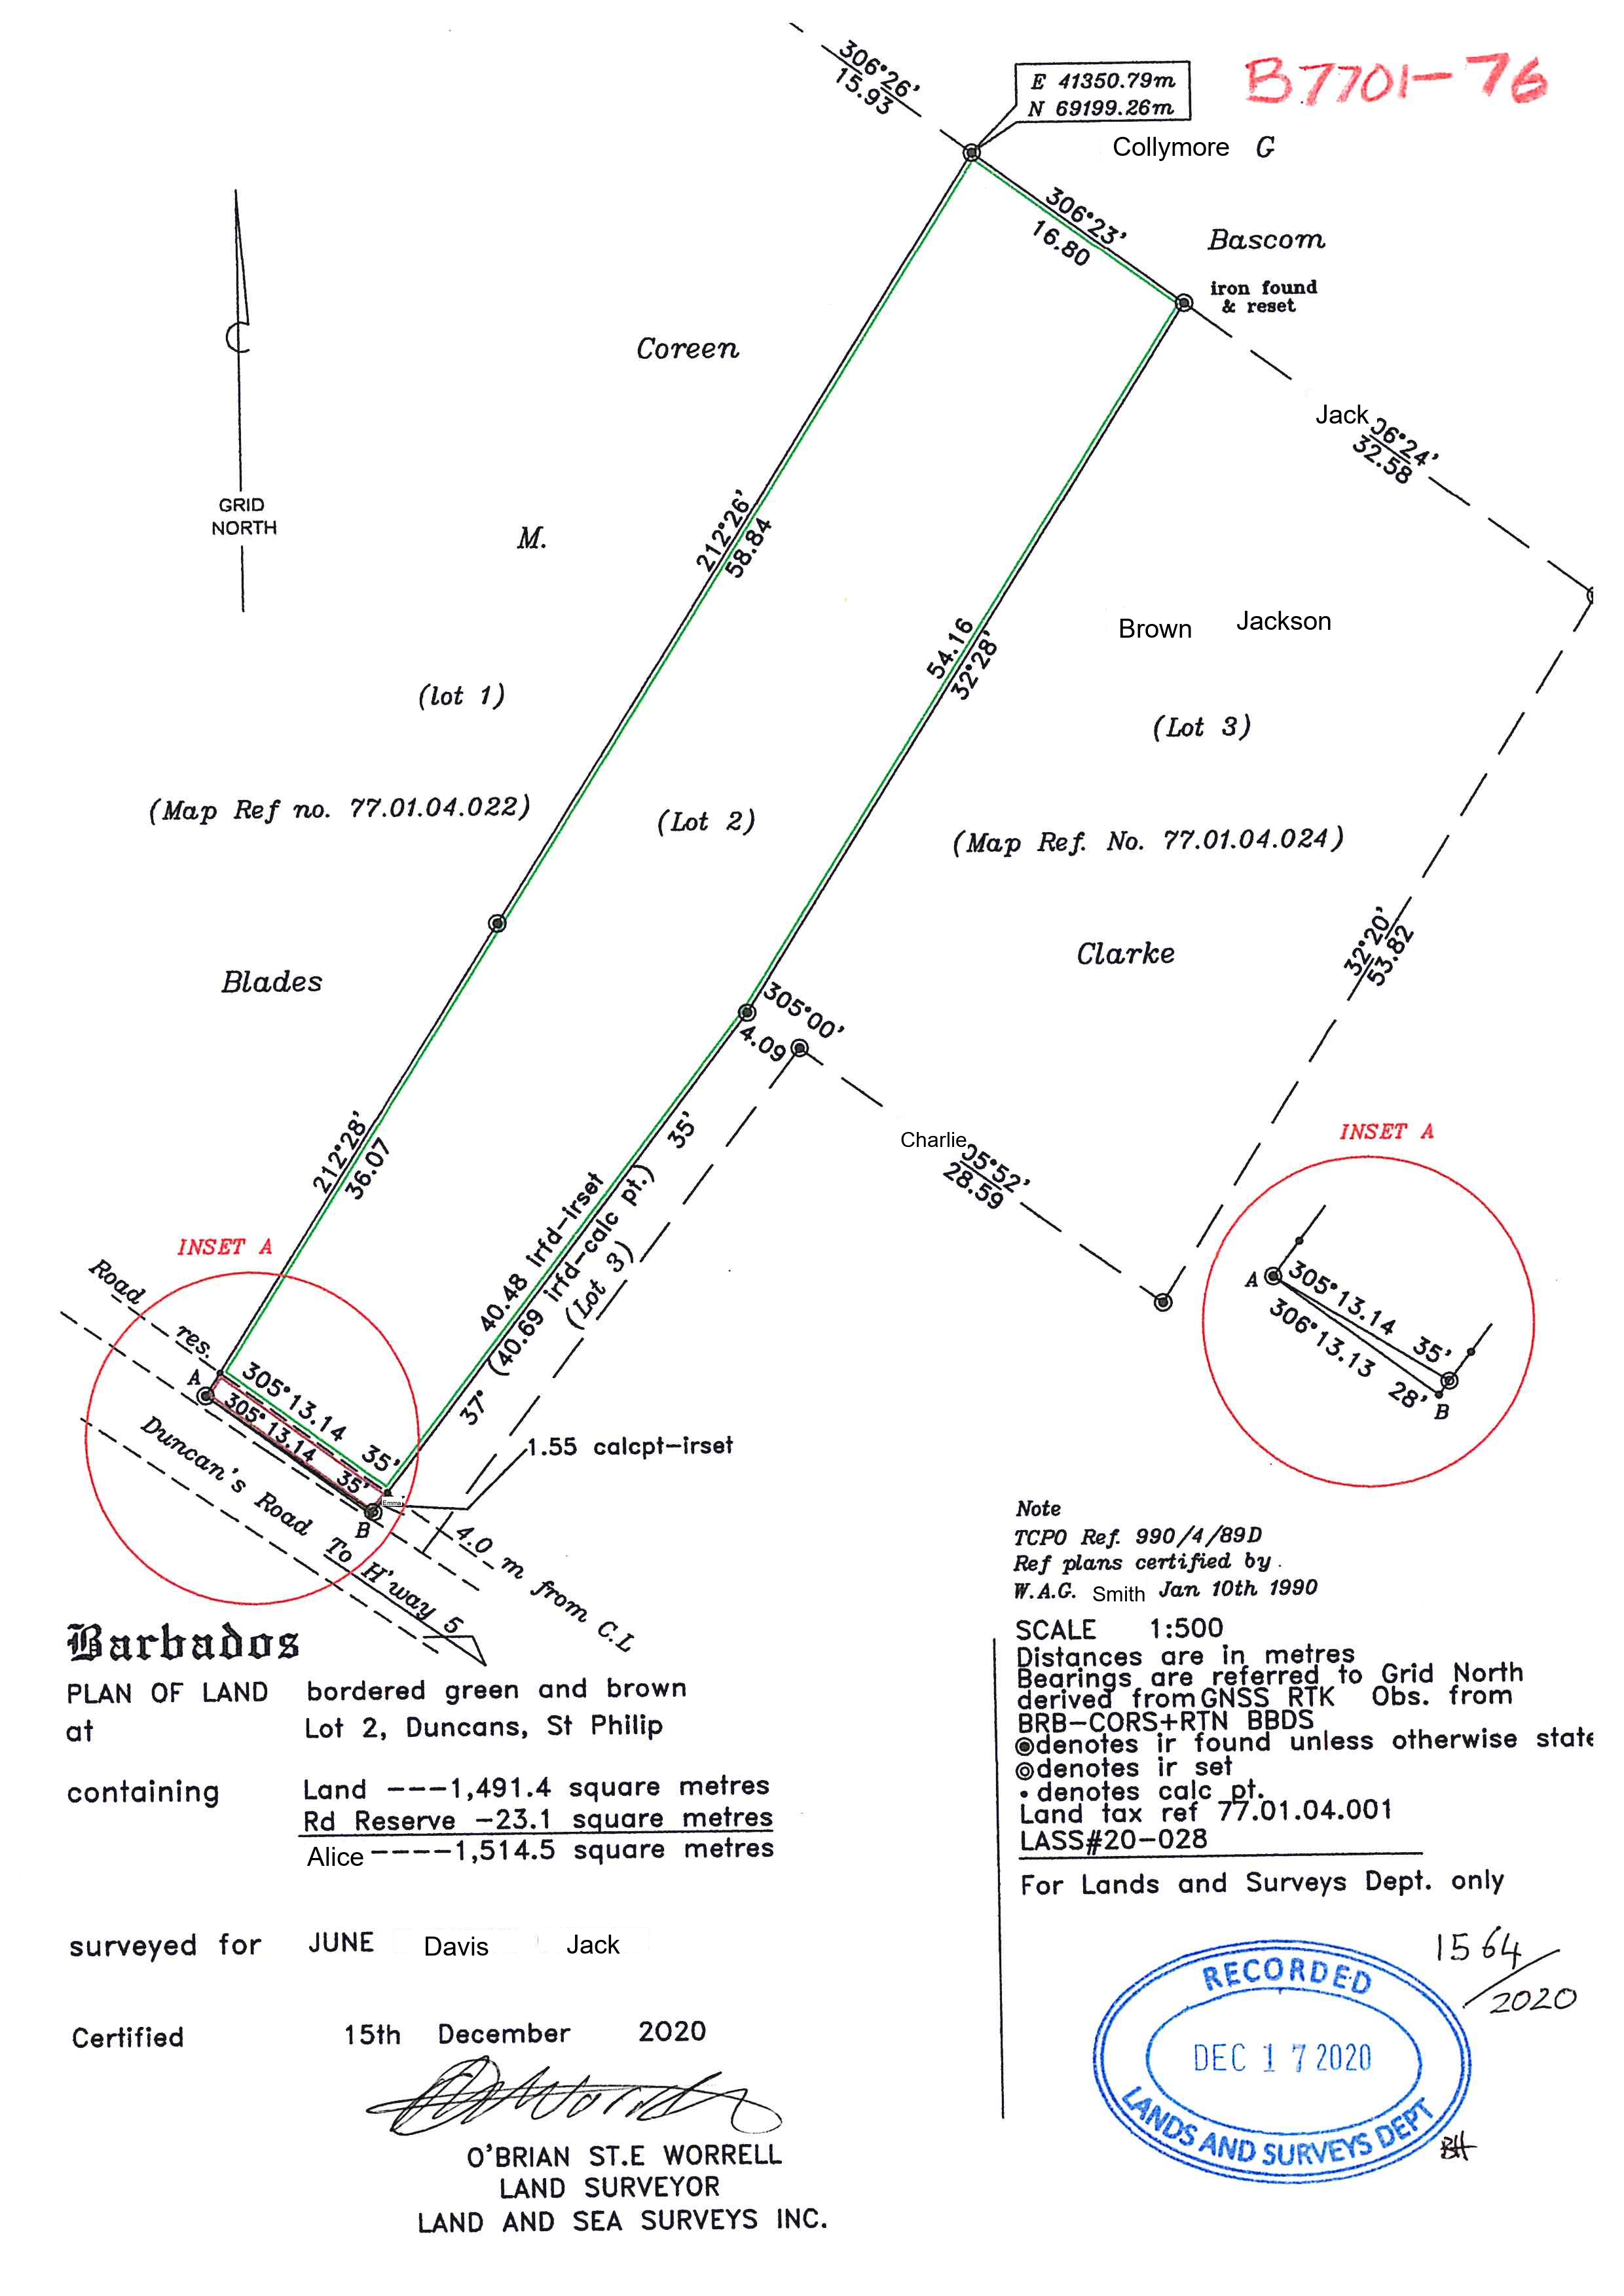 B7701-76
306°26'
15.93
E 41350.79m
N 69199.26m
Collymore G
306°23'
16.80
Bascom
iron found
& reset
Coreen
Jack
06°24'
32.58
GRID
NORTH
M.
212°26'
58.84
54.16
32°28'
Brown Jackson
(lot 1)
(Lot 3)
(Map Ref no. 77.01.04.022)
(Lot 2)
(Map Ref. No. 77.01.04.024)
Blades
Clarke
32°20'
53.82
305°00'
4.09
212°28'
36.07
35'
Charlie
05°52'
28.59
INSET A
40.48 irfd-irset
37° (40.69 irfd-calc pt.)
(Lot 3)
INSET A
Road
res.
A
305° 13.14 35'
305° 13.14 35'
Emma
B
Duncan's Road To H'way 5
1.55 calcpt-irset
4.0 m from C.L
A
305° 13.14 35'
306° 13.13 28'
B
Note
TCPO Ref. 990/4/89D
Ref plans certified by .
W.A.G. Smith Jan 10th 1990
Barbados
PLAN OF LAND bordered green and brown
at Lot 2, Duncans, St Philip
containing Land ---1,491.4 square metres
Rd Reserve -23.1 square metres
Alice ----1,514.5 square metres
surveyed for JUNE Davis Jack
Certified 15th December 2020
O'BRIAN ST.E WORRELL
LAND SURVEYOR
LAND AND SEA SURVEYS INC.
SCALE 1:500
Distances are in metres
Bearings are referred to Grid North
derived from GNSS RTK Obs. from
BRB-CORS+RTN BBDS
denotes ir found unless otherwise state
denotes ir set
• denotes calc pt.
Land tax ref 77.01.04.001
LASS#20-028
For Lands and Surveys Dept. only
1564/2020
RECORDED
DEC 17 2020
LANDS AND SURVEYS DEPT
BH